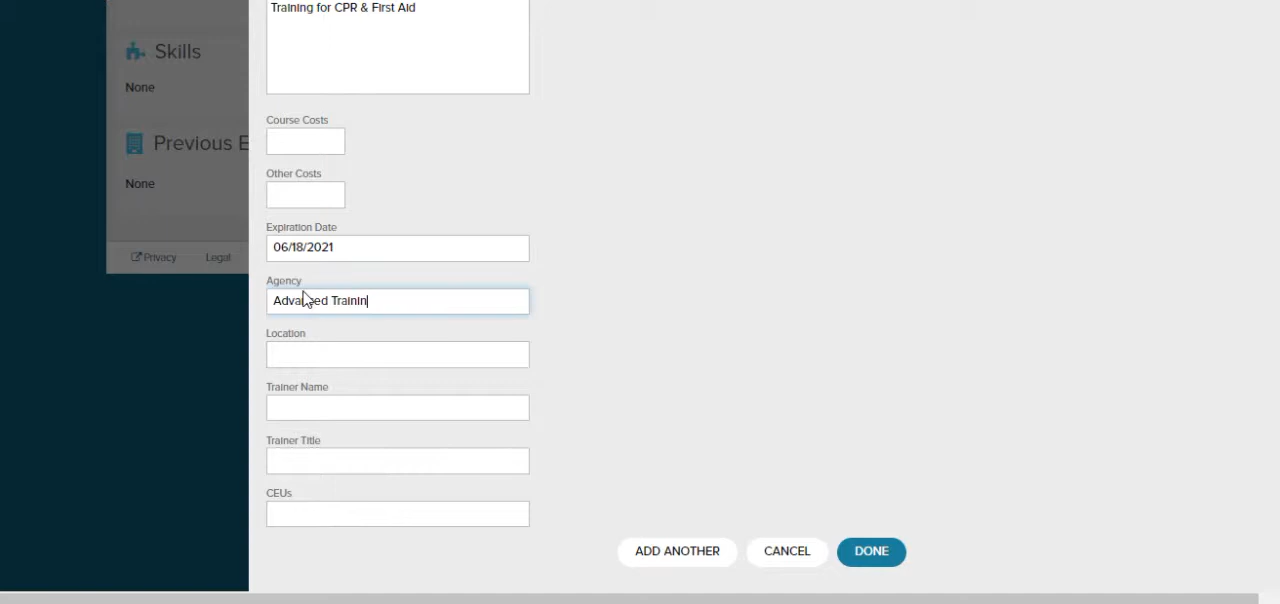 Training for CPR & First Aid
Skills
None
Course Costs
Previous E
Other Costs
None
Expiration Date
06/18/2021
Privacy
Legal
Agency
Advanced Trainin
Location
Trainer Name
Trainer Title
CEUs
ADD ANOTHER
CANCEL
DONE